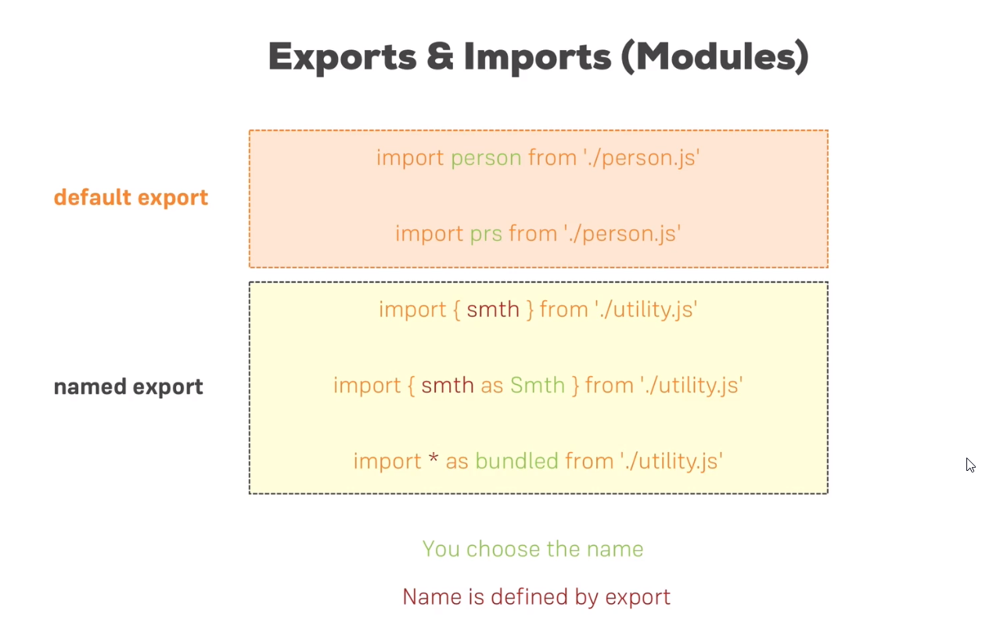 Exports & Imports (Modules)
default export
import person from './person.js'
import prs from './person.js'
named export
import { smth } from './utility.js'
import { smth as Smth } from './utility.js'
import * as bundled from './utility.js'
You choose the name
Name is defined by export